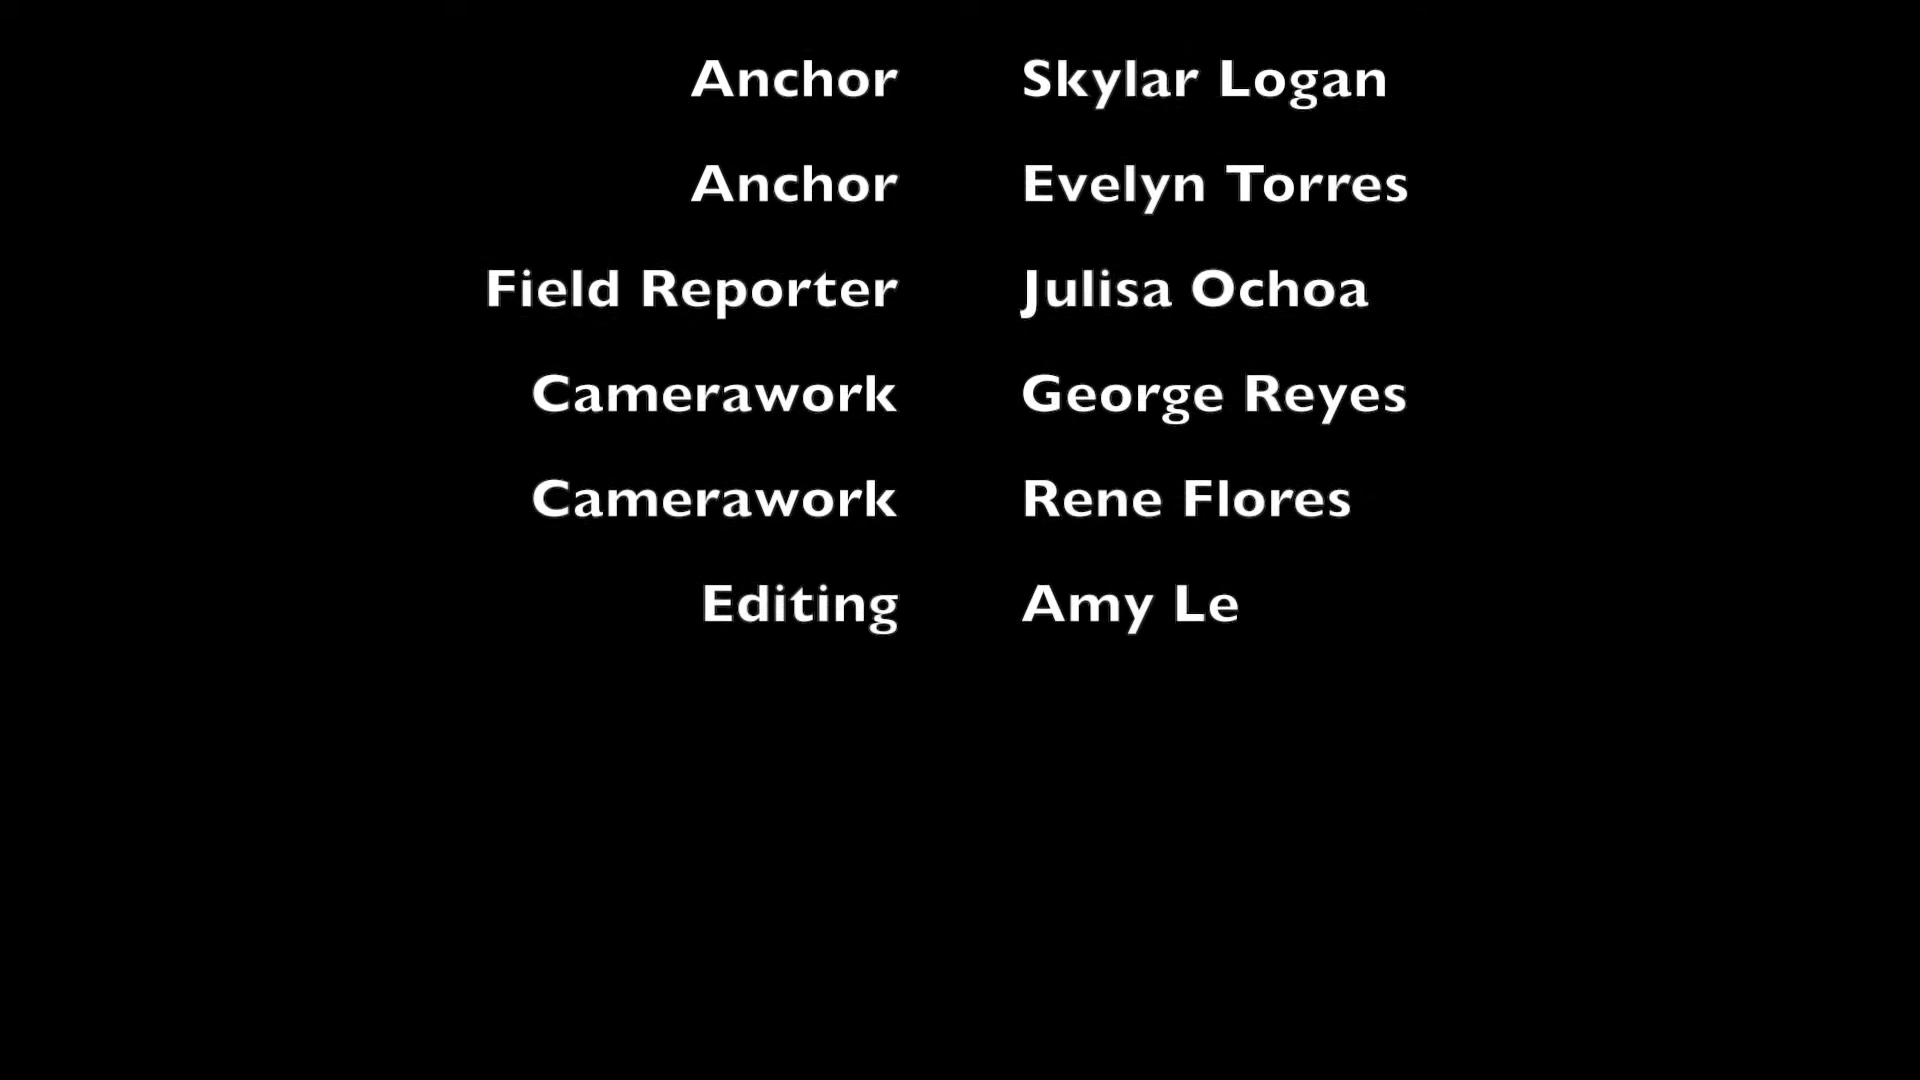 Anchor Skylar Logan
Anchor Evelyn Torres
Field Reporter Julisa Ochoa
Camerawork George Reyes
Camerawork Rene Flores
Editing Amy Le